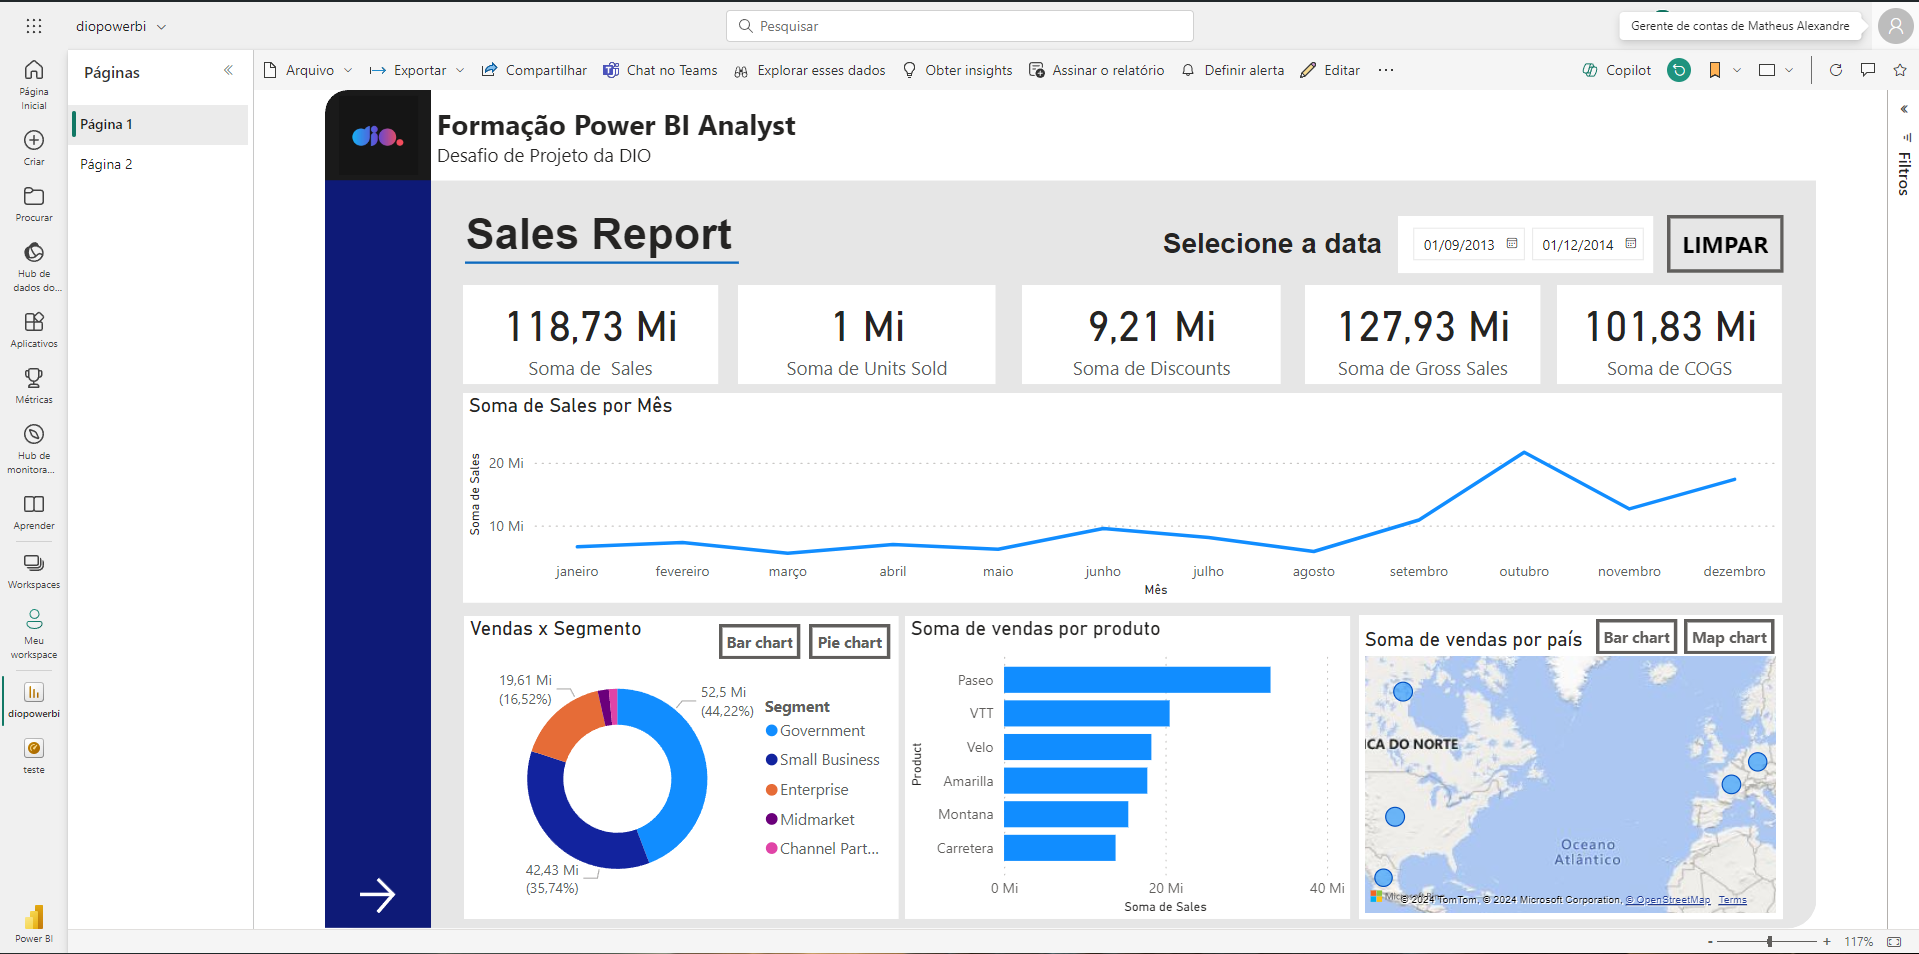 diopowerbi
Pesquisar
Gerente de contas de Matheus Alexandre
Página
Inicial
Criar
Procurar
Hub de
dados do...
Aplicativos
Métricas
Hub de
monitora...
Aprender
Workspaces
Meu
workspace
diopowerbi
teste
Power BI
Páginas
Página 1
Página 2
Arquivo
Exportar
Compartilhar
Chat no Teams
Explorar esses dados
Obter insights
Assinar o relatório
Definir alerta
Editar
Copilot
Filtros
dio.
Formação Power BI Analyst
Desafio de Projeto da DIO
Sales Report
Selecione a data
01/09/2013
01/12/2014
LIMPAR
118,73 Mi
Soma de Sales
1 Mi
Soma de Units Sold
9,21 Mi
Soma de Discounts
127,93 Mi
Soma de Gross Sales
101,83 Mi
Soma de COGS
Soma de Sales por Mês
Soma de Sales
20 Mi
10 Mi
janeiro fevereiro março abril maio junho julho agosto setembro outubro novembro dezembro
Mês
Vendas x Segmento
Bar chart
Pie chart
19,61 Mi
(16,52%)
52,5 Mi
(44,22%)
42,43 Mi
(35,74%)
Segment
Government
Small Business
Enterprise
Midmarket
Channel Part...
Soma de vendas por produto
Product
Paseo
VTT
Velo
Amarilla
Montana
Carretera
0 Mi 20 Mi 40 Mi
Soma de Sales
Soma de vendas por país
Bar chart
Map chart
ICA DO NORTE
Oceano
Atlântico
© 2024 TomTom, © 2024 Microsoft Corporation, © OpenStreetMap Terms
- + 117%